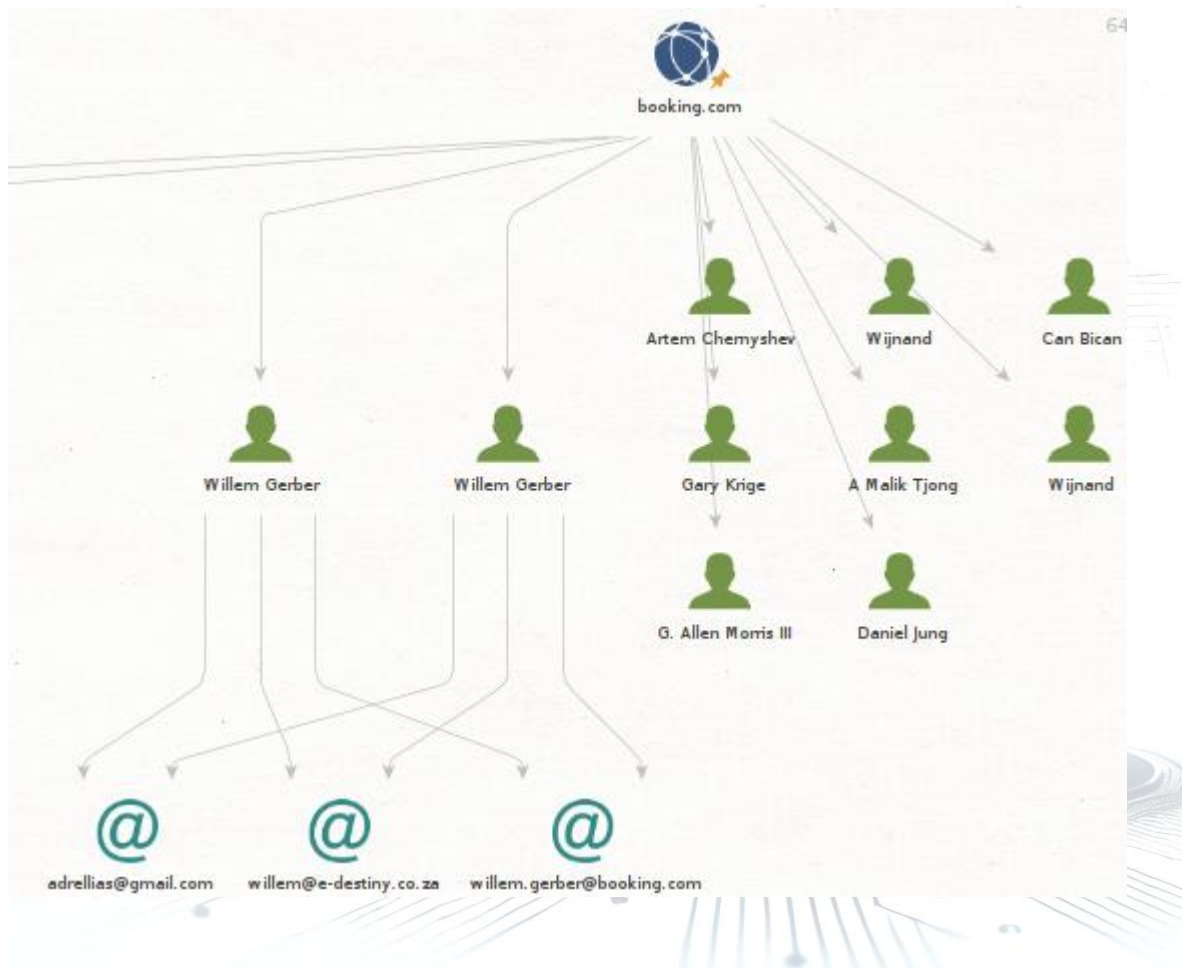 64
booking.com
Artem Chernyshev
Wijnand
Can Bican
Willem Gerber
Willem Gerber
Gary Krige
A Malik Tjong
Wijnand
G. Allen Morris III
Daniel Jung
adrellias@gmail.com
willem@e-destiny.co.za
willem.gerber@booking.com